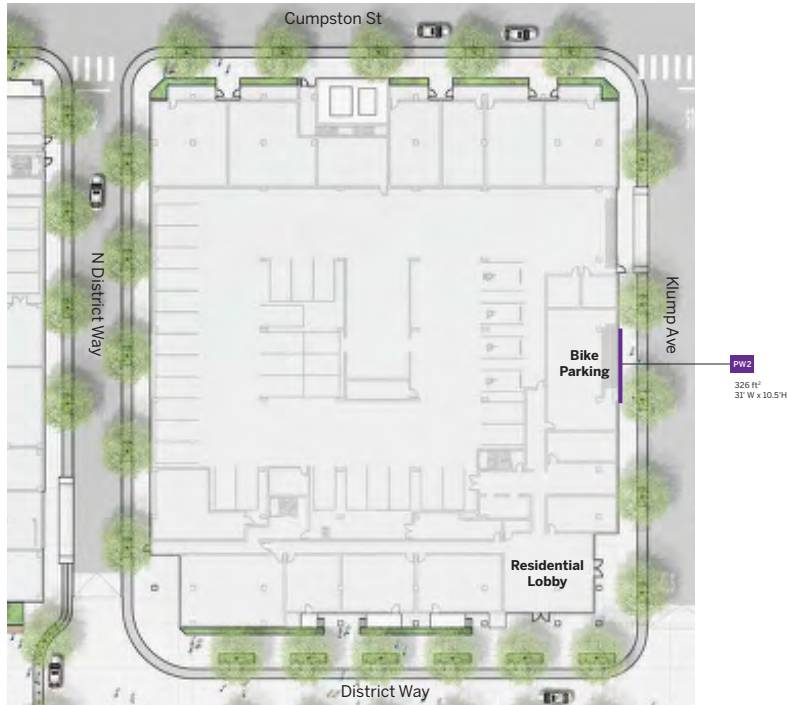 Cumpston St
N District Way
Klump Ave
Bike
Parking
PW2
326 ft²
31' W x 10.5'H
Residential
Lobby
District Way